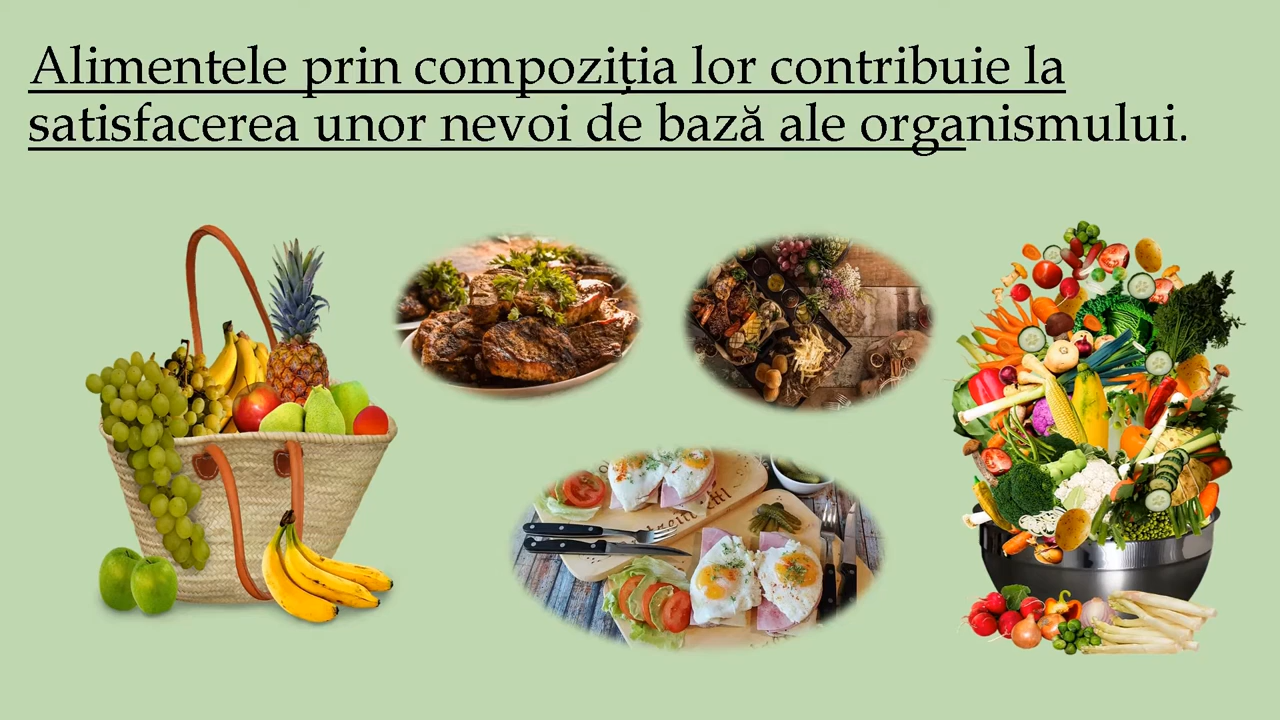 Alimentele prin compoziția lor contribuie la
satisfacerea unor nevoi de bază ale organismului.